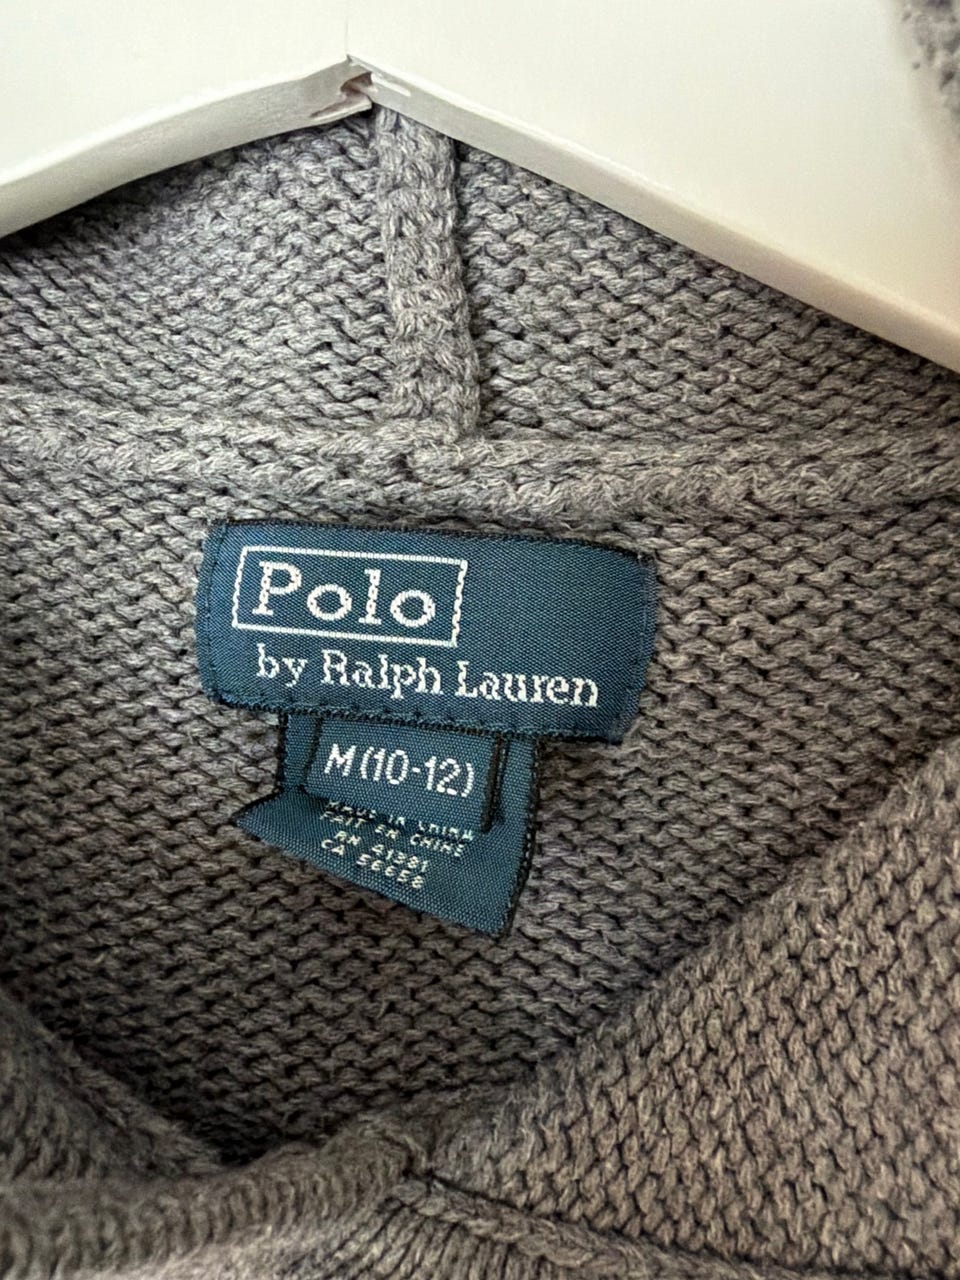 Polo
by Ralph Lauren
M (10-12)
MADE IN CHINA
FAIT EN CHINE
RN 41381
CA 56658